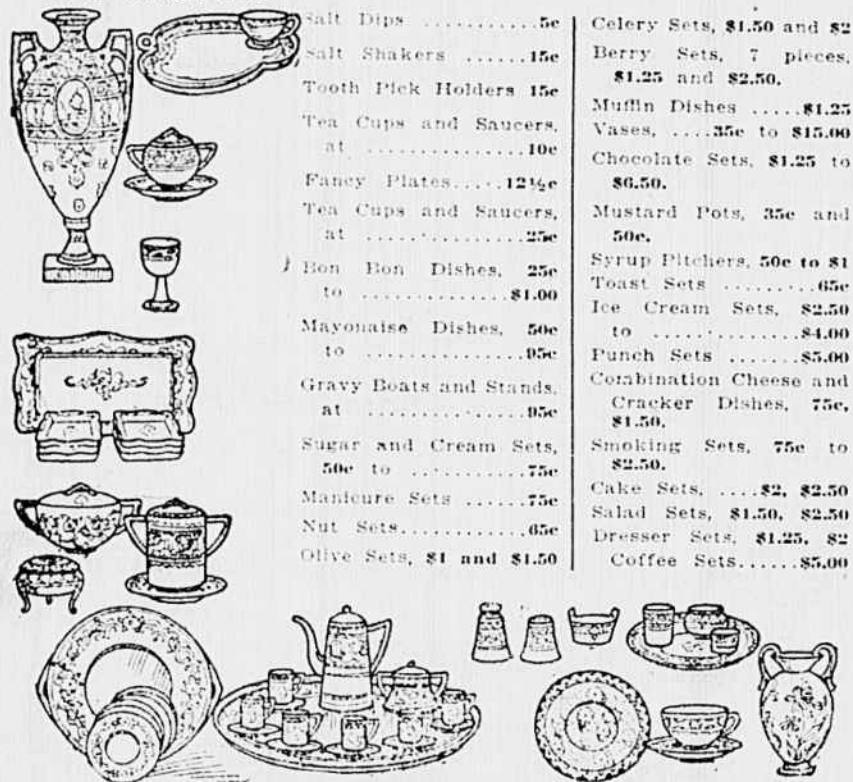 Salt Dips ............5c
Salt Shakers ......15c
Tooth Pick Holders 15c
Tea Cups and Saucers,
at ................10c
Fancy Plates.....12½c
Tea Cups and Saucers,
at ................25c
Bon Bon Dishes, 25c
to ..............$1.00
Mayonaise Dishes, 50c
to ................95c
Gravy Boats and Stands,
at ................95c
Sugar and Cream Sets,
50c to ...........75c
Manicure Sets ......75c
Nut Sets............65c
Olive Sets, $1 and $1.50
Celery Sets, $1.50 and $2
Berry Sets, 7 pieces,
$1.25 and $2.50.
Muffin Dishes .....$1.25
Vases, ....35c to $15.00
Chocolate Sets, $1.25 to
$6.50.
Mustard Pots, 35c and
50c.
Syrup Pitchers, 50c to $1
Toast Sets .........65c
Ice Cream Sets, $2.50
to ..............$4.00
Punch Sets .......$5.00
Combination Cheese and
Cracker Dishes, 75c,
$1.50.
Smoking Sets, 75c to
$2.50.
Cake Sets, ....$2, $2.50
Salad Sets, $1.50, $2.50
Dresser Sets, $1.25, $2
Coffee Sets......$5.00